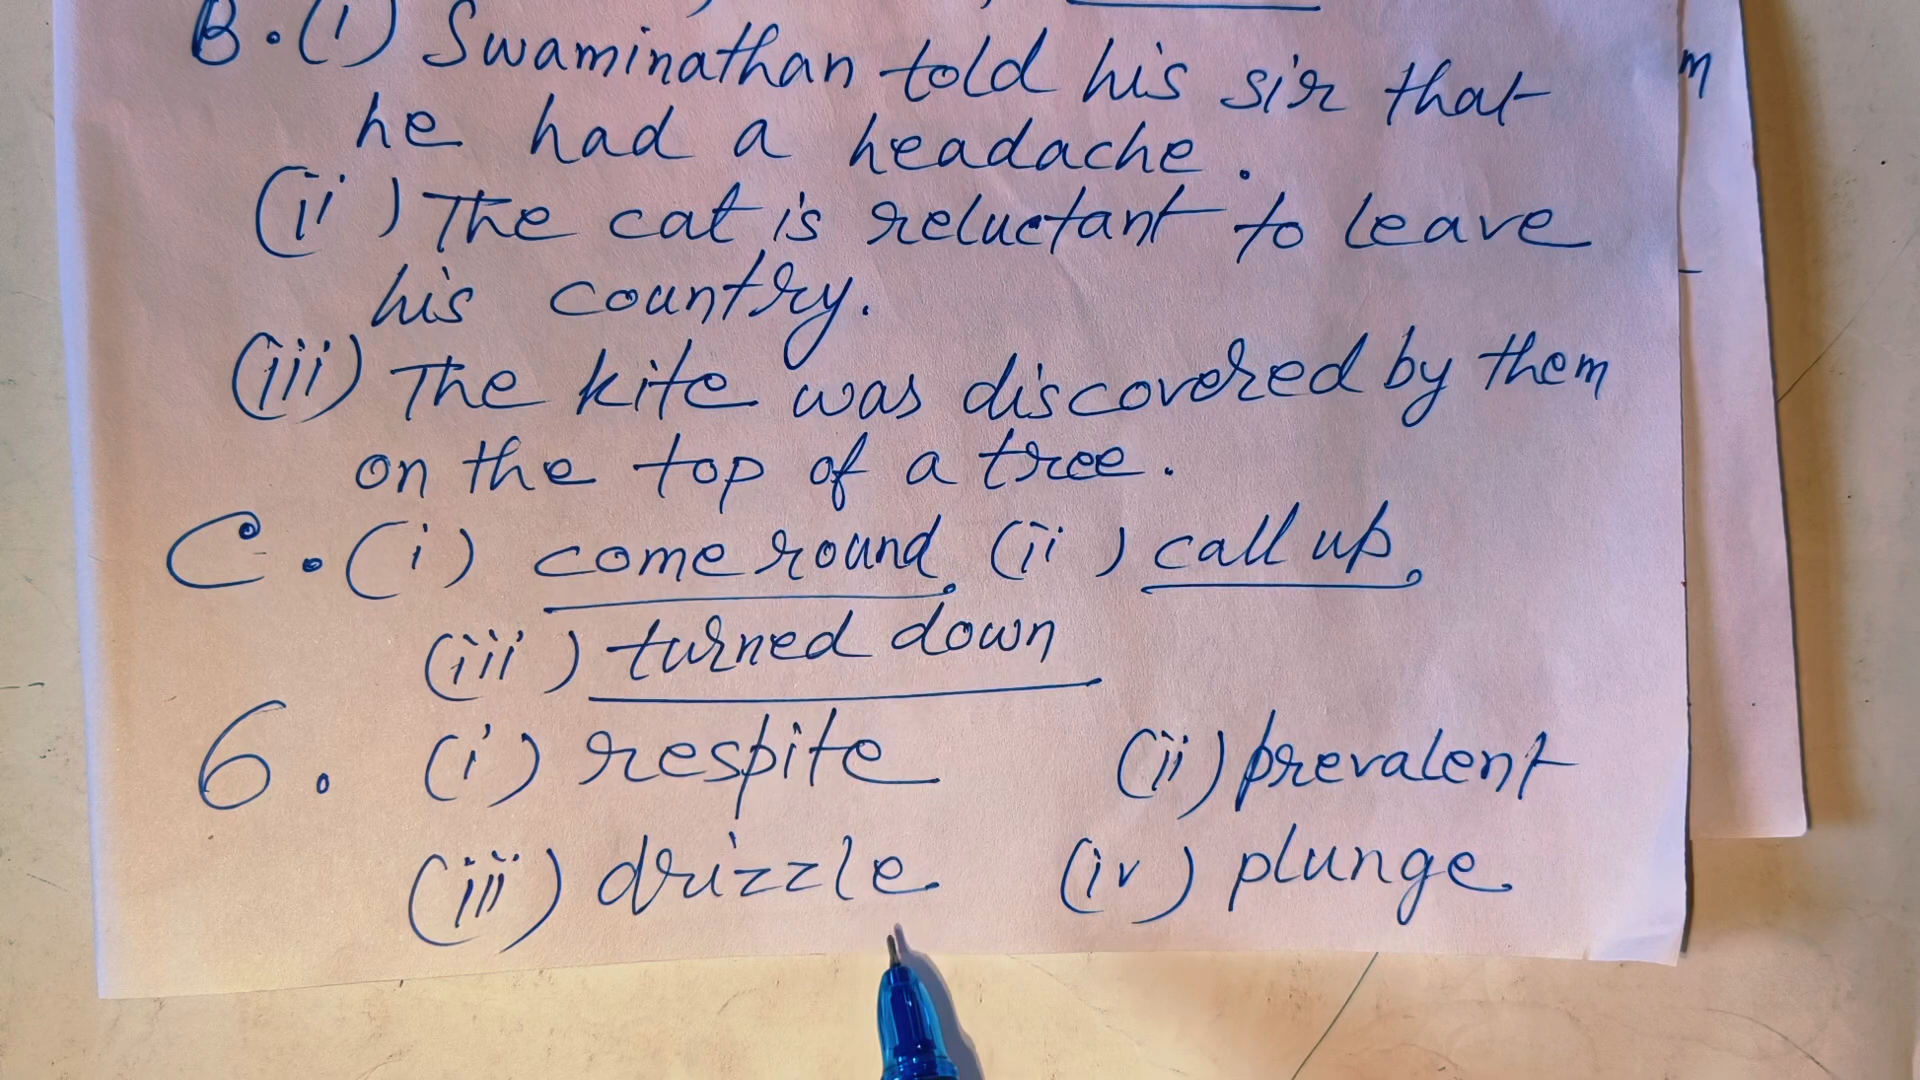 B. (i) Swaminathan told his sir that
he had a headache.
(ii) The cat is reluctant to leave
his country.
(iii) The kite was discovered by them
on the top of a tree.
C. (i) come round. (ii) call up.
(iii) turned down
6. (i) respite (ii) prevalent
(iii) drizzle (iv) plunge
m